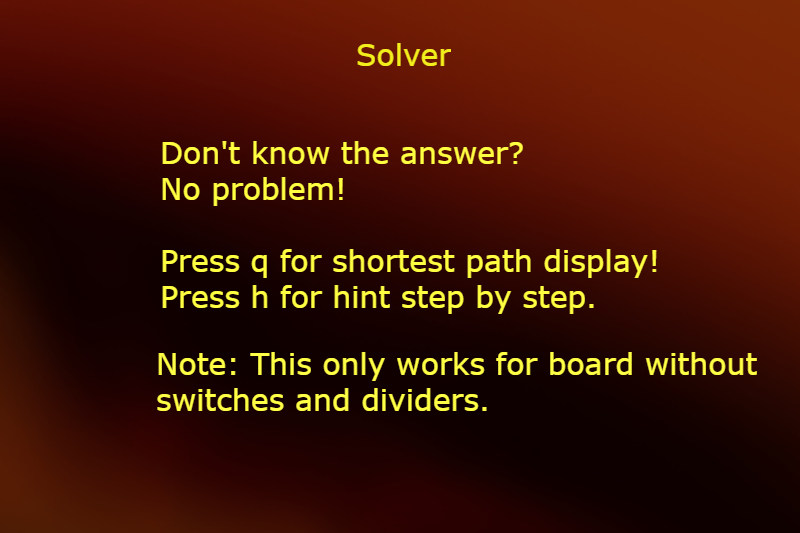 Solver
Don't know the answer?
No problem!
Press q for shortest path display!
Press h for hint step by step.
Note: This only works for board without
switches and dividers.